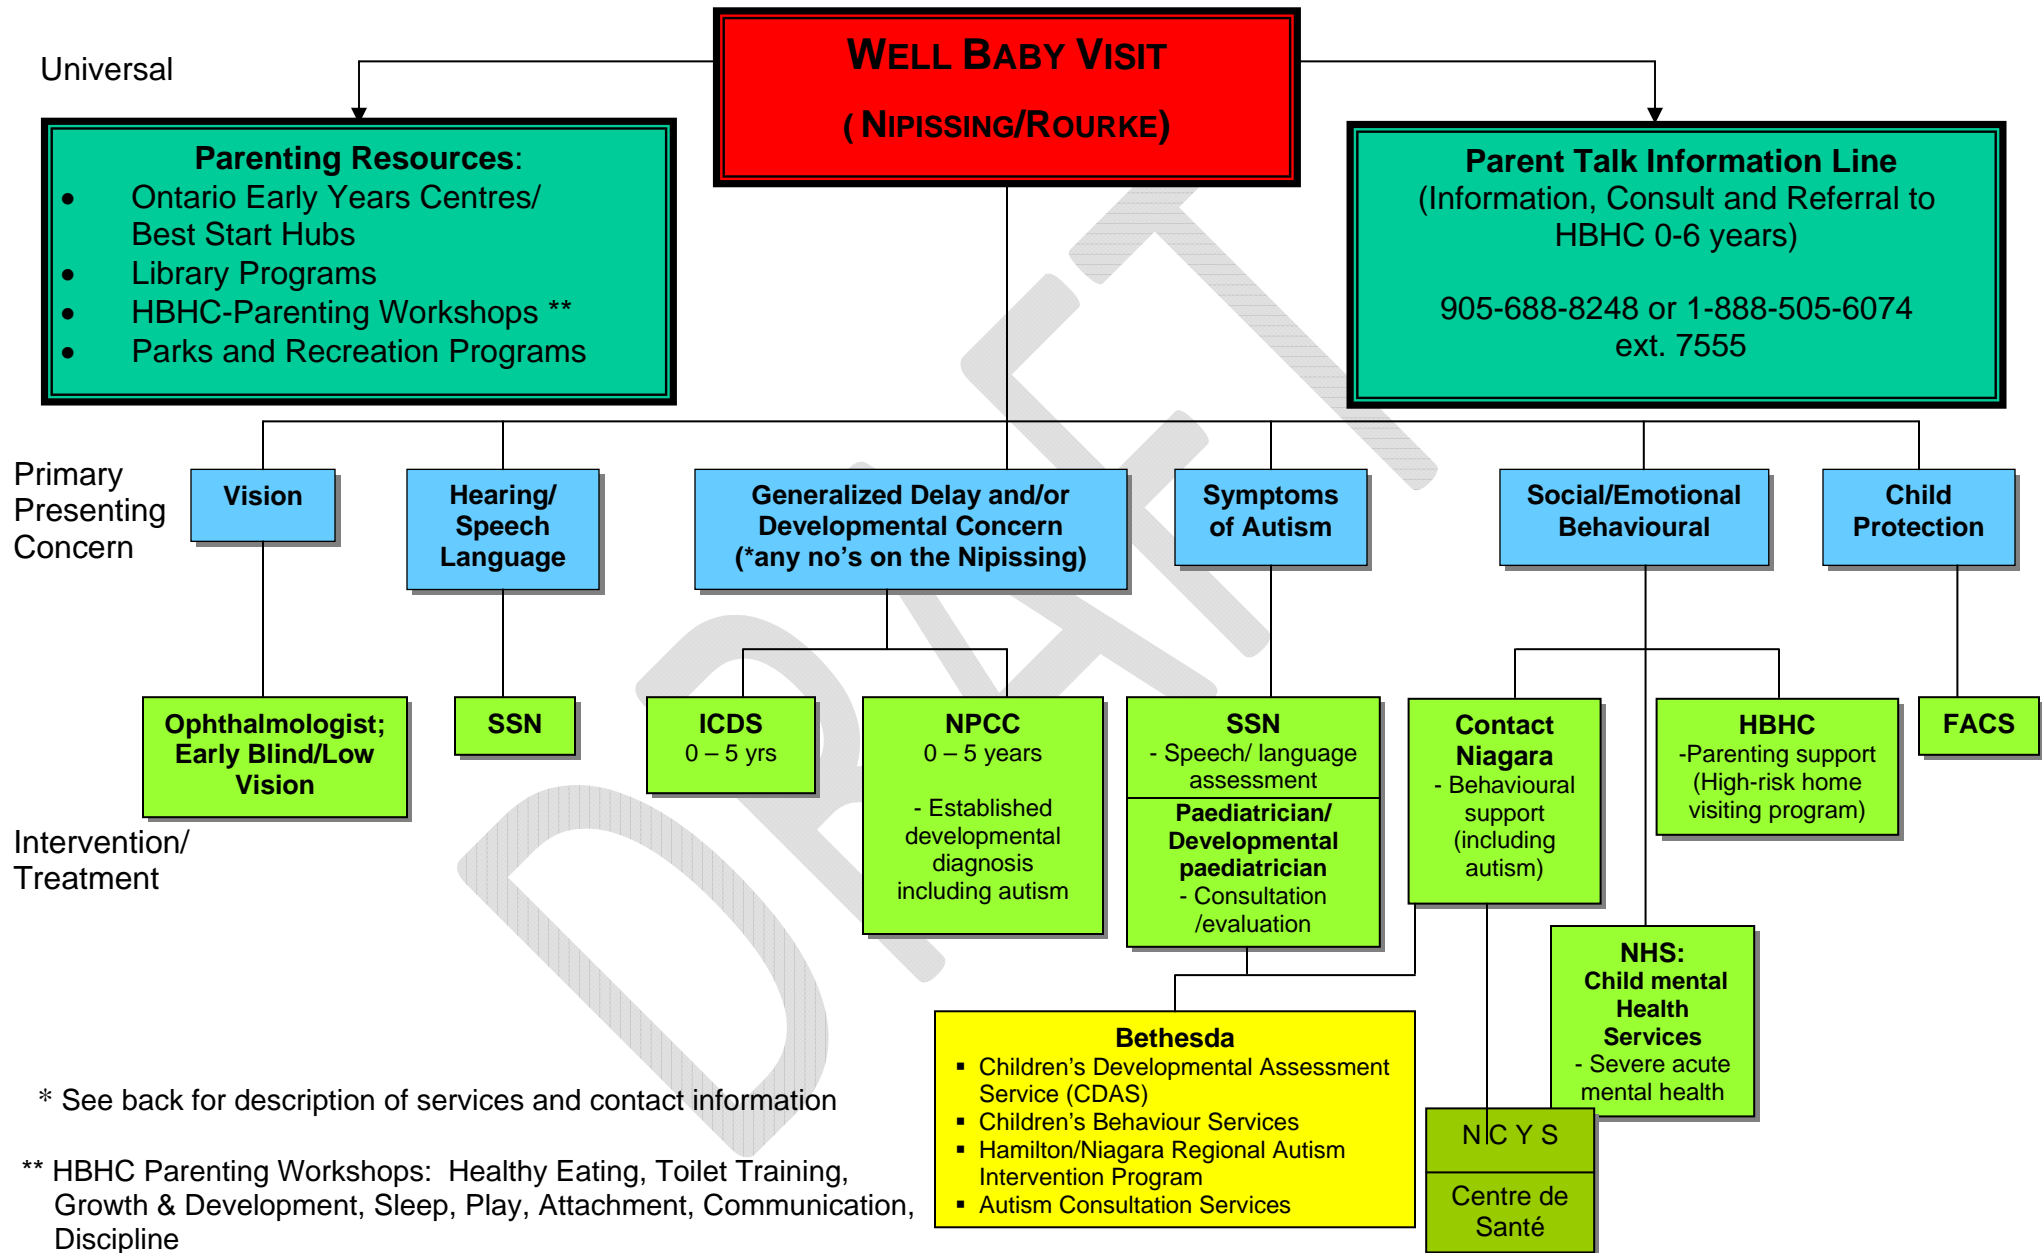 Universal
WELL BABY VISIT
( NIPISSING/ROURKE)
Parenting Resources:
• Ontario Early Years Centres/
Best Start Hubs
• Library Programs
• HBHC-Parenting Workshops **
• Parks and Recreation Programs
Parent Talk Information Line
(Information, Consult and Referral to
HBHC 0-6 years)
905-688-8248 or 1-888-505-6074
ext. 7555
Primary
Presenting
Concern
Vision
Hearing/
Speech
Language
Generalized Delay and/or
Developmental Concern
(*any no's on the Nipissing)
Symptoms
of Autism
Social/Emotional
Behavioural
Child
Protection
Intervention/
Treatment
Ophthalmologist;
Early Blind/Low
Vision
SSN
ICDS
0 – 5 yrs
NPCC
0 – 5 years
- Established
developmental
diagnosis
including autism
SSN
- Speech/ language
assessment
Paediatrician/
Developmental
paediatrician
- Consultation
/evaluation
Contact
Niagara
- Behavioural
support
(including
autism)
HBHC
-Parenting support
(High-risk home
visiting program)
FACS
NHS:
Child mental
Health
Services
- Severe acute
mental health
Bethesda
▪ Children's Developmental Assessment
Service (CDAS)
▪ Children's Behaviour Services
▪ Hamilton/Niagara Regional Autism
Intervention Program
▪ Autism Consultation Services
N C Y S
Centre de
Santé
* See back for description of services and contact information
** HBHC Parenting Workshops: Healthy Eating, Toilet Training,
Growth & Development, Sleep, Play, Attachment, Communication,
Discipline
DRAFT